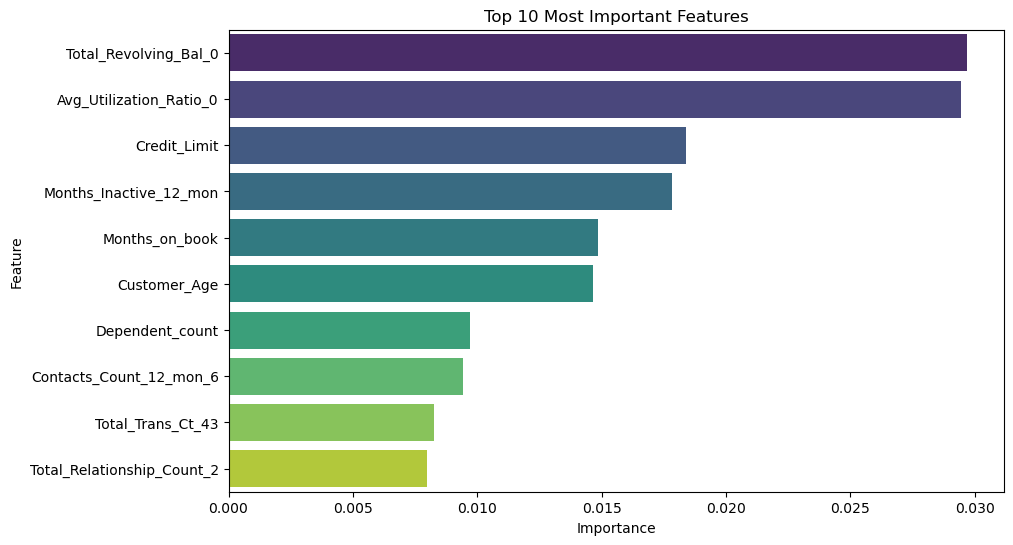 Top 10 Most Important Features
Feature
Total_Revolving_Bal_0
Avg_Utilization_Ratio_0
Credit_Limit
Months_Inactive_12_mon
Months_on_book
Customer_Age
Dependent_count
Contacts_Count_12_mon_6
Total_Trans_Ct_43
Total_Relationship_Count_2
0.000 0.005 0.010 0.015 0.020 0.025 0.030
Importance